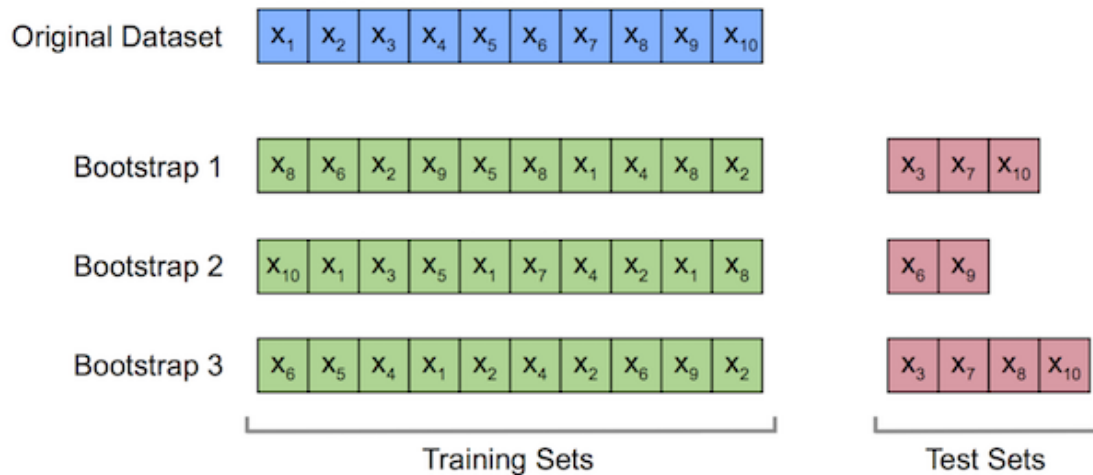 Original Dataset x₁ x₂ x₃ x₄ x₅ x₆ x₇ x₈ x₉ x₁₀
Bootstrap 1 x₈ x₆ x₂ x₉ x₅ x₈ x₁ x₄ x₈ x₂ x₃ x₇ x₁₀
Bootstrap 2 x₁₀ x₁ x₃ x₅ x₁ x₇ x₄ x₂ x₁ x₈ x₆ x₉
Bootstrap 3 x₆ x₅ x₄ x₁ x₂ x₄ x₂ x₆ x₉ x₂ x₃ x₇ x₈ x₁₀
Training Sets Test Sets